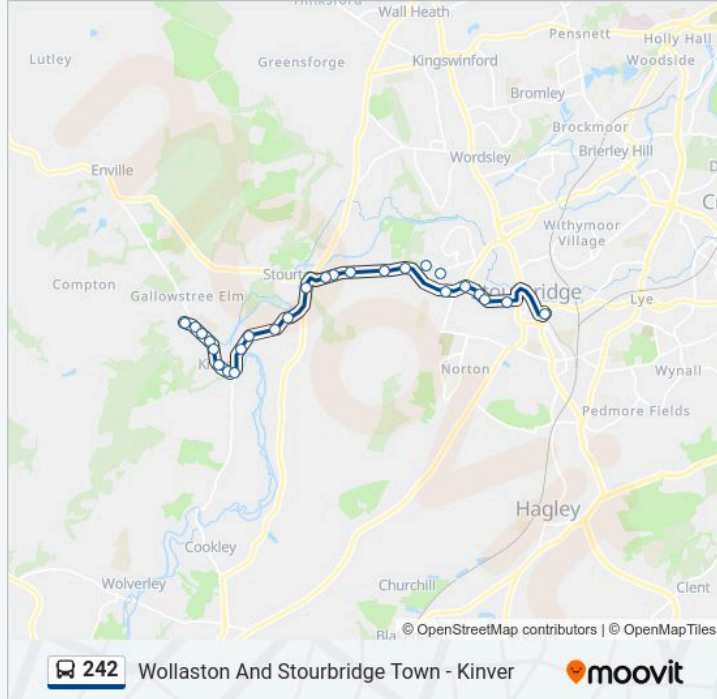 Wall Heath
Pensnett
Holly Hall
Lutley
Greensforge
Kingswinford
Woodside
Bromley
Brockmoor
Brierley Hill
Wordsley
Enville
Withymoor
Village
Compton
Gallowstree Elm
Lye
Norton
Wynall
Pedmore Fields
Hagley
Cookley
Wolverley
Churchill
Clent
© OpenStreetMap contributors | © OpenMapTiles
242 Wollaston And Stourbridge Town - Kinver
moovit